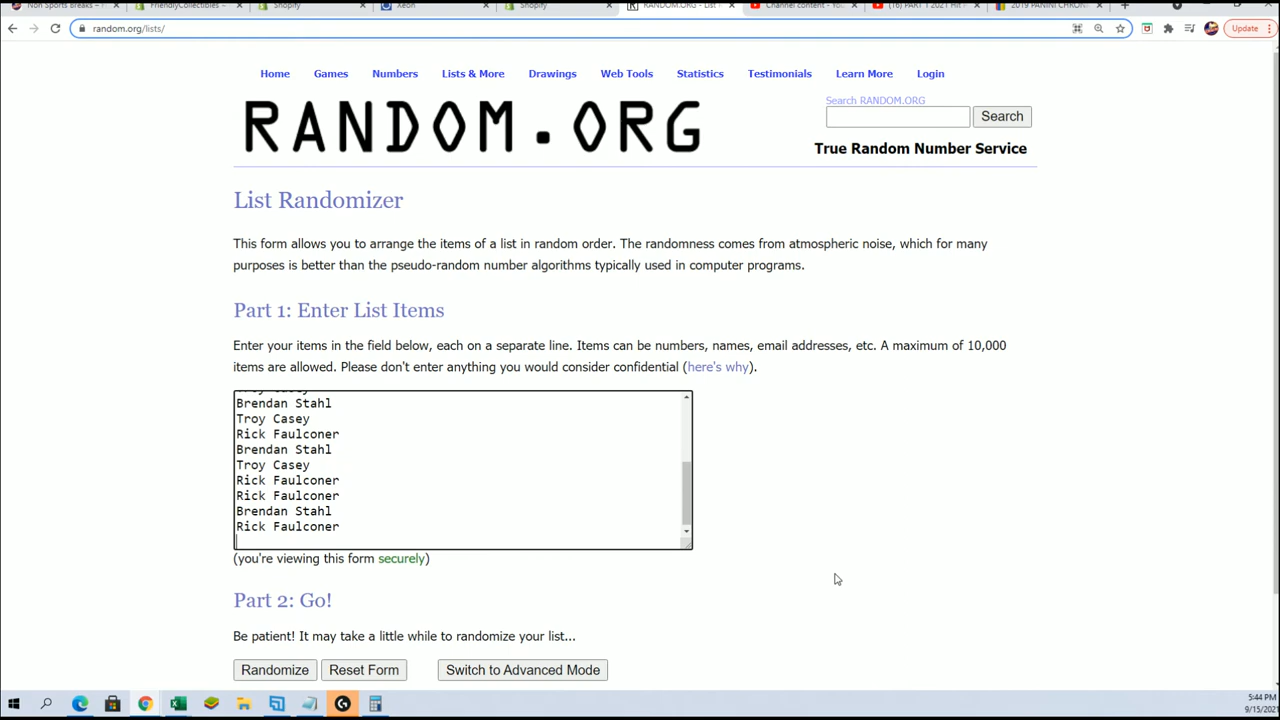 Non Sports Breaks – F
FriendlyCollectibles –
Shopify
Xeon
Shopify
RANDOM.ORG - List
Channel content - You
(16) PART 1 2021 Hit
2019 PANINI CHRON
random.org/lists/
Update
Home Games Numbers Lists & More Drawings Web Tools Statistics Testimonials Learn More Login
RANDOM.ORG
Search RANDOM.ORG
Search
True Random Number Service
List Randomizer
This form allows you to arrange the items of a list in random order. The randomness comes from atmospheric noise, which for many
purposes is better than the pseudo-random number algorithms typically used in computer programs.
Part 1: Enter List Items
Enter your items in the field below, each on a separate line. Items can be numbers, names, email addresses, etc. A maximum of 10,000
items are allowed. Please don't enter anything you would consider confidential (here's why).
Troy Casey
Brendan Stahl
Troy Casey
Rick Faulconer
Brendan Stahl
Troy Casey
Rick Faulconer
Rick Faulconer
Brendan Stahl
Rick Faulconer
(you're viewing this form securely)
Part 2: Go!
Be patient! It may take a little while to randomize your list...
Randomize Reset Form Switch to Advanced Mode
5:44 PM
9/15/2021